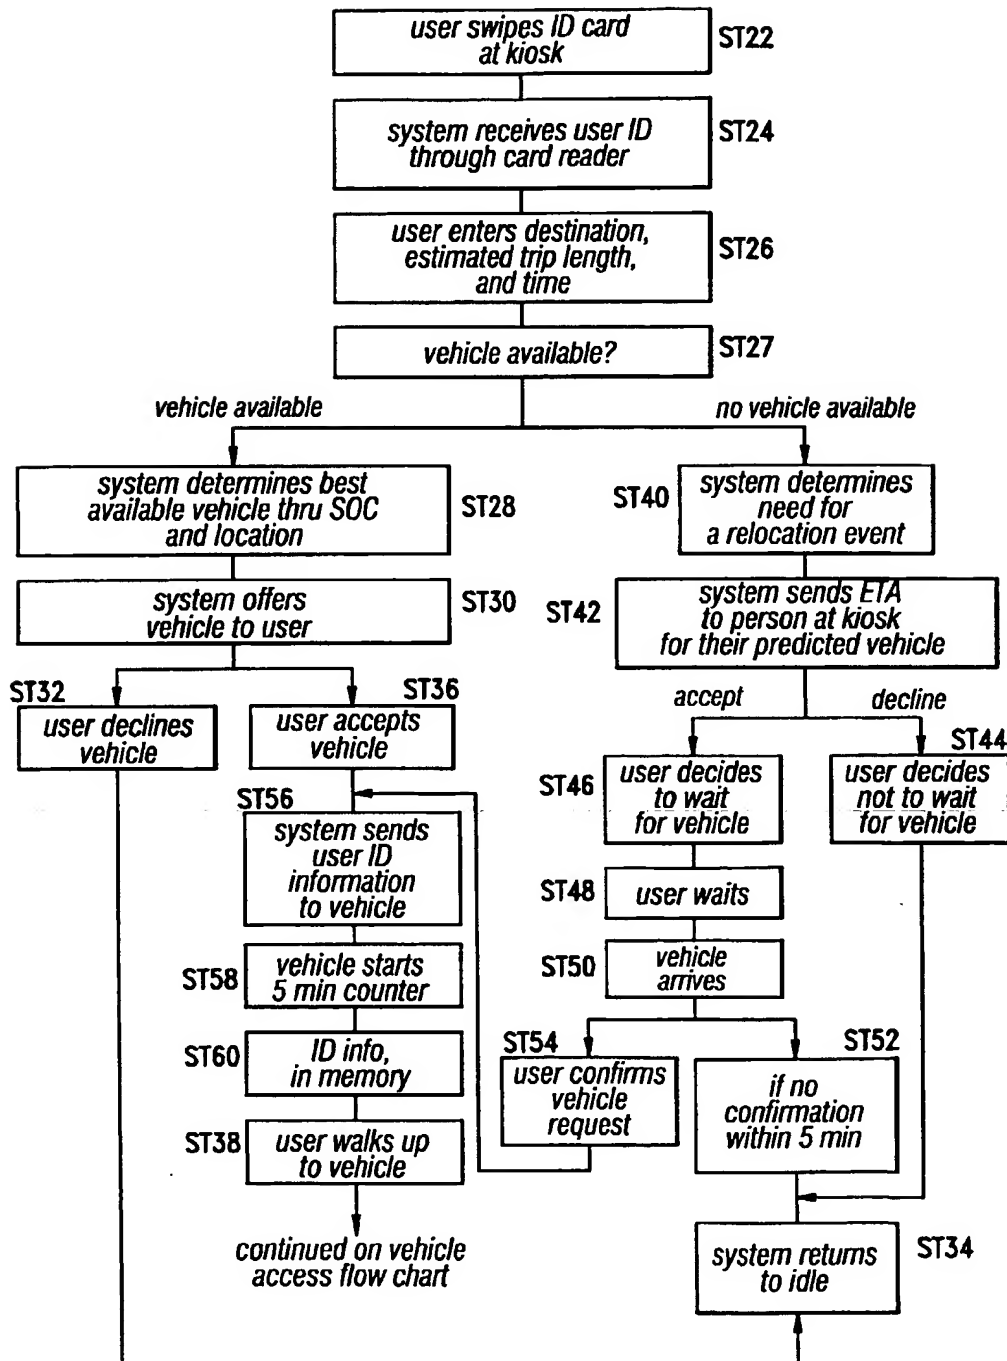 user swipes ID card
at kiosk
ST22
system receives user ID
through card reader
ST24
user enters destination,
estimated trip length,
and time
ST26
vehicle available?
ST27
vehicle available
no vehicle available
system determines best
available vehicle thru SOC
and location
ST28
ST40
system determines
need for
a relocation event
system offers
vehicle to user
ST30
ST42
system sends ETA
to person at kiosk
for their predicted vehicle
ST32
user declines
vehicle
ST36
user accepts
vehicle
accept
decline
ST46
user decides
to wait
for vehicle
ST44
user decides
not to wait
for vehicle
ST56
system sends
user ID
information
to vehicle
ST48
user waits
ST58
vehicle starts
5 min counter
ST50
vehicle
arrives
ST60
ID info,
in memory
ST54
user confirms
vehicle
request
ST52
if no
confirmation
within 5 min
ST38
user walks up
to vehicle
continued on vehicle
access flow chart
system returns
to idle
ST34